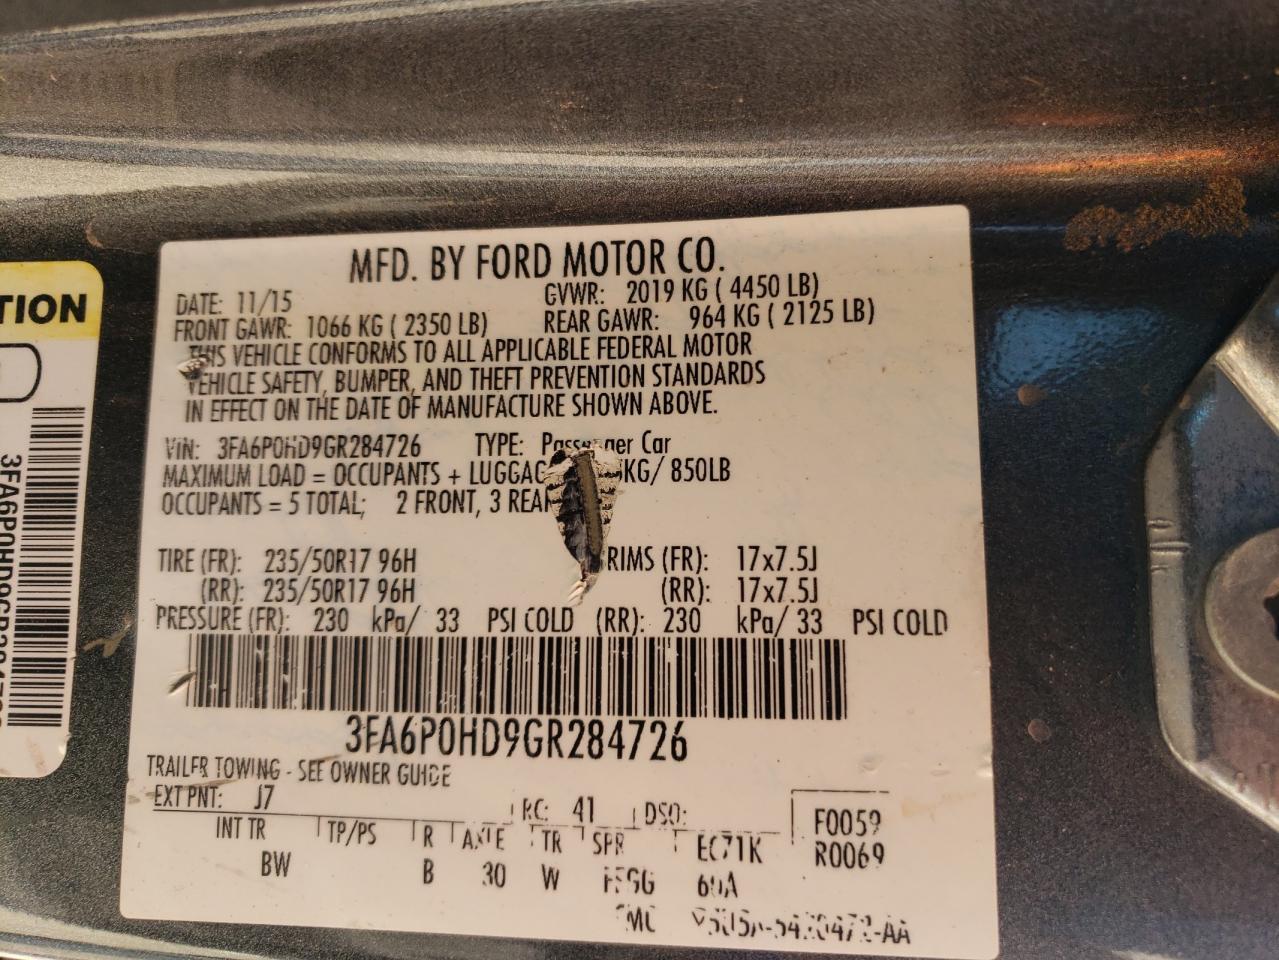 MFD. BY FORD MOTOR CO.
DATE: 11/15
GVWR: 2019 KG ( 4450 LB)
FRONT GAWR: 1066 KG ( 2350 LB)
REAR GAWR: 964 KG ( 2125 LB)
THIS VEHICLE CONFORMS TO ALL APPLICABLE FEDERAL MOTOR
VEHICLE SAFETY, BUMPER, AND THEFT PREVENTION STANDARDS
IN EFFECT ON THE DATE OF MANUFACTURE SHOWN ABOVE.
VIN: 3FA6P0HD9GR284726 TYPE: Passenger Car
MAXIMUM LOAD = OCCUPANTS + LUGGAG KG/ 850LB
OCCUPANTS = 5 TOTAL; 2 FRONT, 3 REAR
TIRE (FR): 235/50R17 96H RIMS (FR): 17x7.5J
(RR): 235/50R17 96H (RR): 17x7.5J
PRESSURE (FR): 230 kPa/ 33 PSI COLD (RR): 230 kPa/ 33 PSI COLD
3FA6P0HD9GR284726
TRAILER TOWING - SEE OWNER GUIDE
EXT PNT: J7 RC: 41 DSO: F0059
INT TR TP/PS R AXLE TR SPR EC71K R0069
BW B 30 W
TION
3FA6P0HD9GR284726